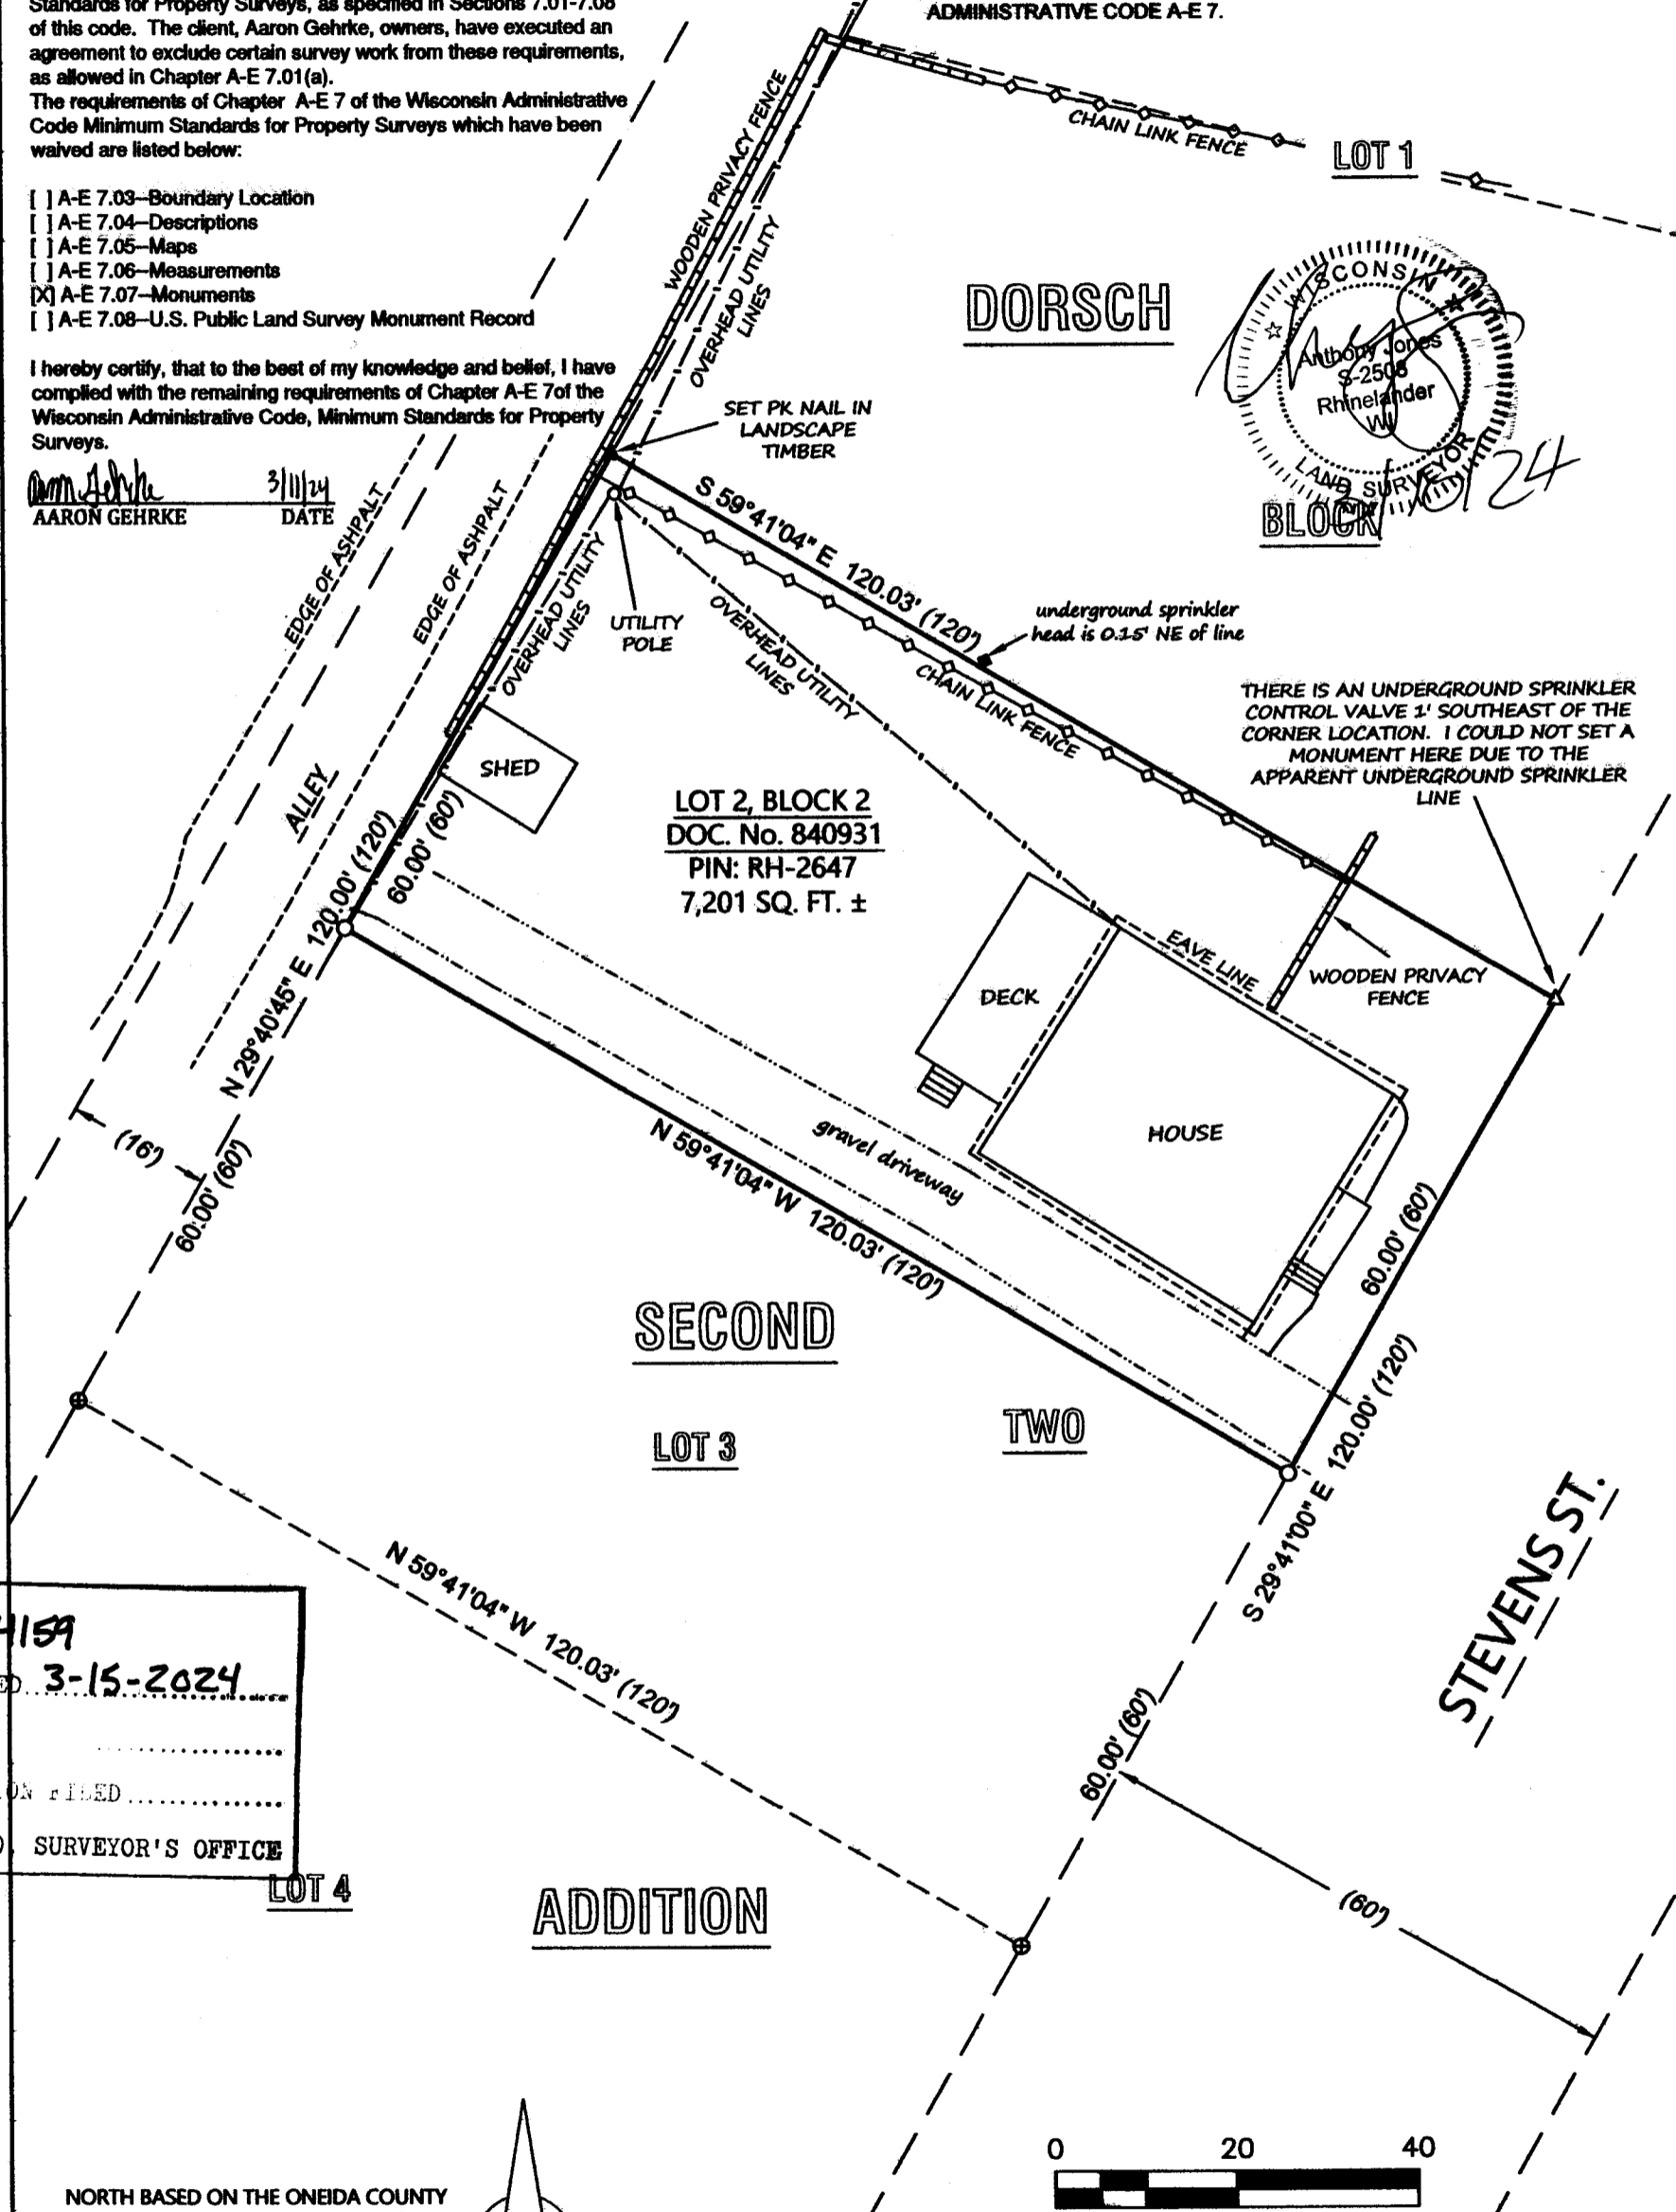 Standards for Property Surveys, as specified in Sections 7.01-7.08
of this code. The client, Aaron Gehrke, owners, have executed an
agreement to exclude certain survey work from these requirements,
as allowed in Chapter A-E 7.01(a).
The requirements of Chapter A-E 7 of the Wisconsin Administrative
Code Minimum Standards for Property Surveys which have been
waived are listed below:
[ ] A-E 7.03--Boundary Location
[ ] A-E 7.04--Descriptions
[ ] A-E 7.05--Maps
[ ] A-E 7.06--Measurements
[X] A-E 7.07--Monuments
[ ] A-E 7.08--U.S. Public Land Survey Monument Record
I hereby certify, that to the best of my knowledge and belief, I have
complied with the remaining requirements of Chapter A-E 7of the
Wisconsin Administrative Code, Minimum Standards for Property
Surveys.
3/11/24
AARON GEHRKE DATE
ADMINISTRATIVE CODE A-E 7.
CHAIN LINK FENCE
LOT 1
WOODEN PRIVACY FENCE
OVERHEAD UTILITY
LINES
DORSCH
WISCONSIN
Anthony Jones
S-2508
Rhinelander
WI
LAND SURVEYOR
BLOCK
SET PK NAIL IN
LANDSCAPE
TIMBER
S 59°41'04" E 120.03' (120')
EDGE OF ASHPALT
EDGE OF ASHPALT
OVERHEAD UTILITY
LINES
UTILITY
POLE
OVERHEAD UTILITY
LINES
underground sprinkler
head is 0.15' NE of line
CHAIN LINK FENCE
THERE IS AN UNDERGROUND SPRINKLER
CONTROL VALVE 1' SOUTHEAST OF THE
CORNER LOCATION. I COULD NOT SET A
MONUMENT HERE DUE TO THE
APPARENT UNDERGROUND SPRINKLER
LINE
SHED
ALLEY
LOT 2, BLOCK 2
DOC. No. 840931
PIN: RH-2647
7,201 SQ. FT. ±
60.00' (60')
N 29°40'45" E 120.00' (120')
EAVE LINE
WOODEN PRIVACY
FENCE
DECK
HOUSE
gravel driveway
N 59°41'04" W 120.03' (120')
(16')
60.00' (60')
60.00' (60')
S 29°41'00" E 120.00' (120')
SECOND
TWO
LOT 3
STEVENS ST.
N 59°41'04" W 120.03' (120')
60.00' (60')
(60')
4159
ED 3-15-2024
ON FILED
SURVEYOR'S OFFICE
LOT 4
ADDITION
0 20 40
NORTH BASED ON THE ONEIDA COUNTY